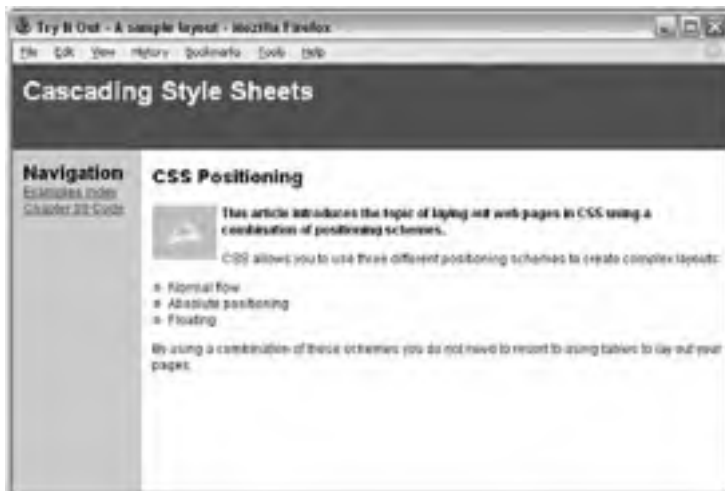 Try It Out - A sample layout - Mozilla Firefox
File Edit View History Bookmarks Tools Help
Cascading Style Sheets
Navigation
Examples index
Chapter Code
CSS Positioning
This article introduces the topic of laying out web pages in CSS using a
combination of positioning schemes.
CSS allows you to use three different positioning schemes to create complex layouts:
Normal flow
Absolute positioning
Floating
By using a combination of these schemes you do not need to resort to using tables to lay out your
pages.